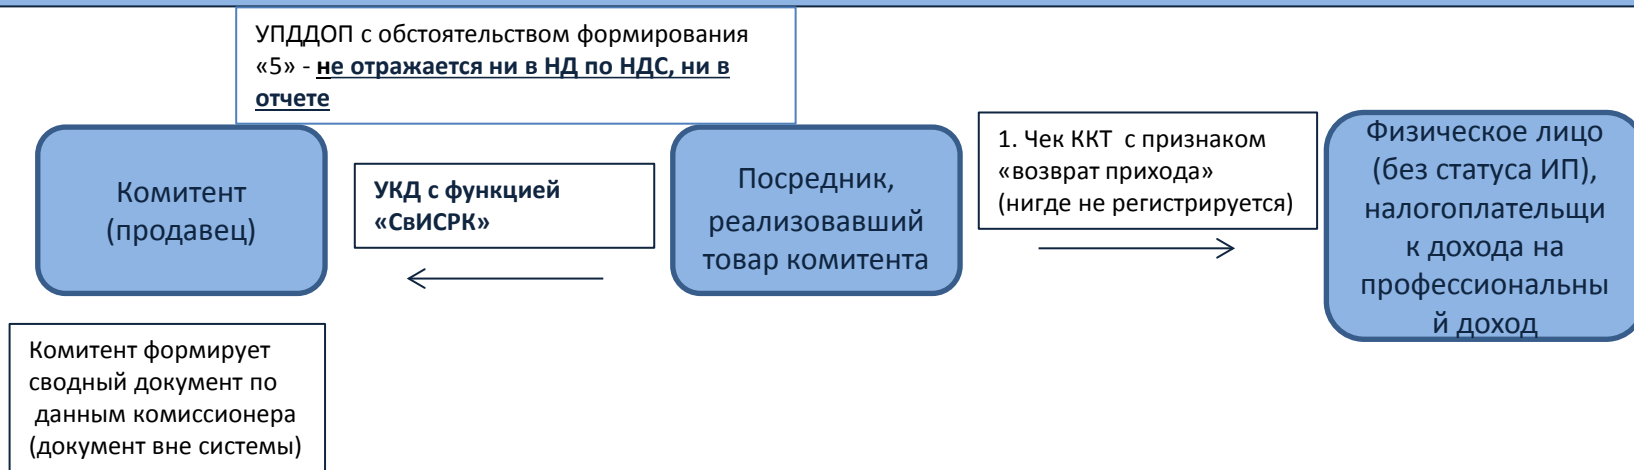 УПДДОП с обстоятельством формирования
«5» - не отражается ни в НД по НДС, ни в
отчете
Комитент
(продавец)
УКД с функцией
«СвИСРК»
Посредник,
реализовавший
товар комитента
1. Чек ККТ с признаком
«возврат прихода»
(нигде не регистрируется)
Физическое лицо
(без статуса ИП),
налогоплательщи
к дохода на
профессиональны
й доход
Комитент формирует
сводный документ по
данным комиссионера
(документ вне системы)